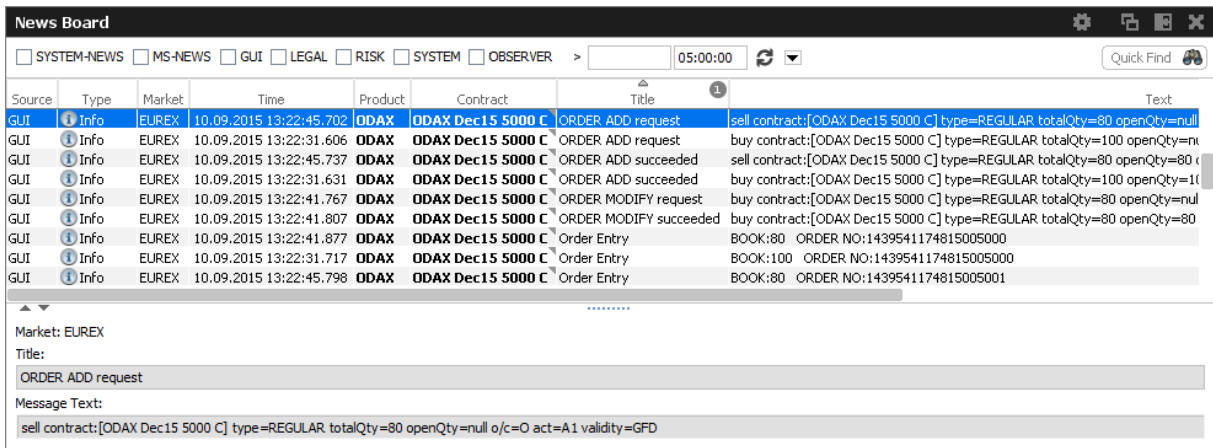 News Board
SYSTEM-NEWS MS-NEWS GUI LEGAL RISK SYSTEM OBSERVER > 05:00:00 Quick Find
Source Type Market Time Product Contract Title 1 Text
GUI Info EUREX 10.09.2015 13:22:45.702 ODAX ODAX Dec15 5000 C ORDER ADD request sell contract:[ODAX Dec15 5000 C] type=REGULAR totalQty=80 openQty=null
GUI Info EUREX 10.09.2015 13:22:31.606 ODAX ODAX Dec15 5000 C ORDER ADD request buy contract:[ODAX Dec15 5000 C] type=REGULAR totalQty=100 openQty=nu
GUI Info EUREX 10.09.2015 13:22:45.737 ODAX ODAX Dec15 5000 C ORDER ADD succeeded sell contract:[ODAX Dec15 5000 C] type=REGULAR totalQty=80 openQty=80
GUI Info EUREX 10.09.2015 13:22:31.631 ODAX ODAX Dec15 5000 C ORDER ADD succeeded buy contract:[ODAX Dec15 5000 C] type=REGULAR totalQty=100 openQty=10
GUI Info EUREX 10.09.2015 13:22:41.767 ODAX ODAX Dec15 5000 C ORDER MODIFY request buy contract:[ODAX Dec15 5000 C] type=REGULAR totalQty=80 openQty=nul
GUI Info EUREX 10.09.2015 13:22:41.807 ODAX ODAX Dec15 5000 C ORDER MODIFY succeeded buy contract:[ODAX Dec15 5000 C] type=REGULAR totalQty=80 openQty=80
GUI Info EUREX 10.09.2015 13:22:41.877 ODAX ODAX Dec15 5000 C Order Entry BOOK:80 ORDER NO:1439541174815005000
GUI Info EUREX 10.09.2015 13:22:31.717 ODAX ODAX Dec15 5000 C Order Entry BOOK:100 ORDER NO:1439541174815005000
GUI Info EUREX 10.09.2015 13:22:45.798 ODAX ODAX Dec15 5000 C Order Entry BOOK:80 ORDER NO:1439541174815005001
Market: EUREX
Title:
ORDER ADD request
Message Text:
sell contract:[ODAX Dec15 5000 C] type=REGULAR totalQty=80 openQty=null o/c=O act=A1 validity=GFD